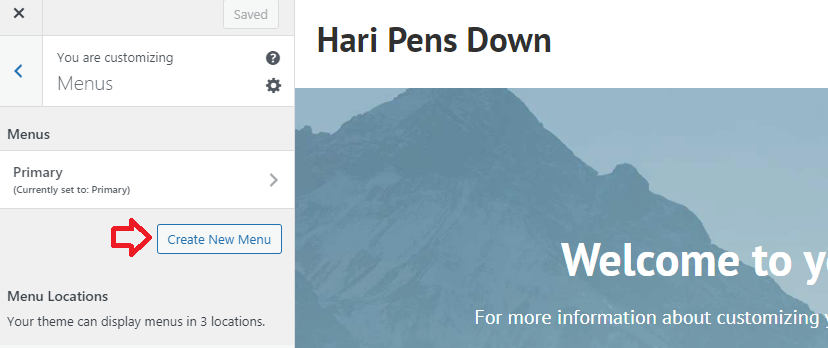 Saved
You are customizing
Menus
Menus
Primary
(Currently set to: Primary)
Create New Menu
Menu Locations
Your theme can display menus in 3 locations.
Hari Pens Down
Welcome to y
For more information about customizing y